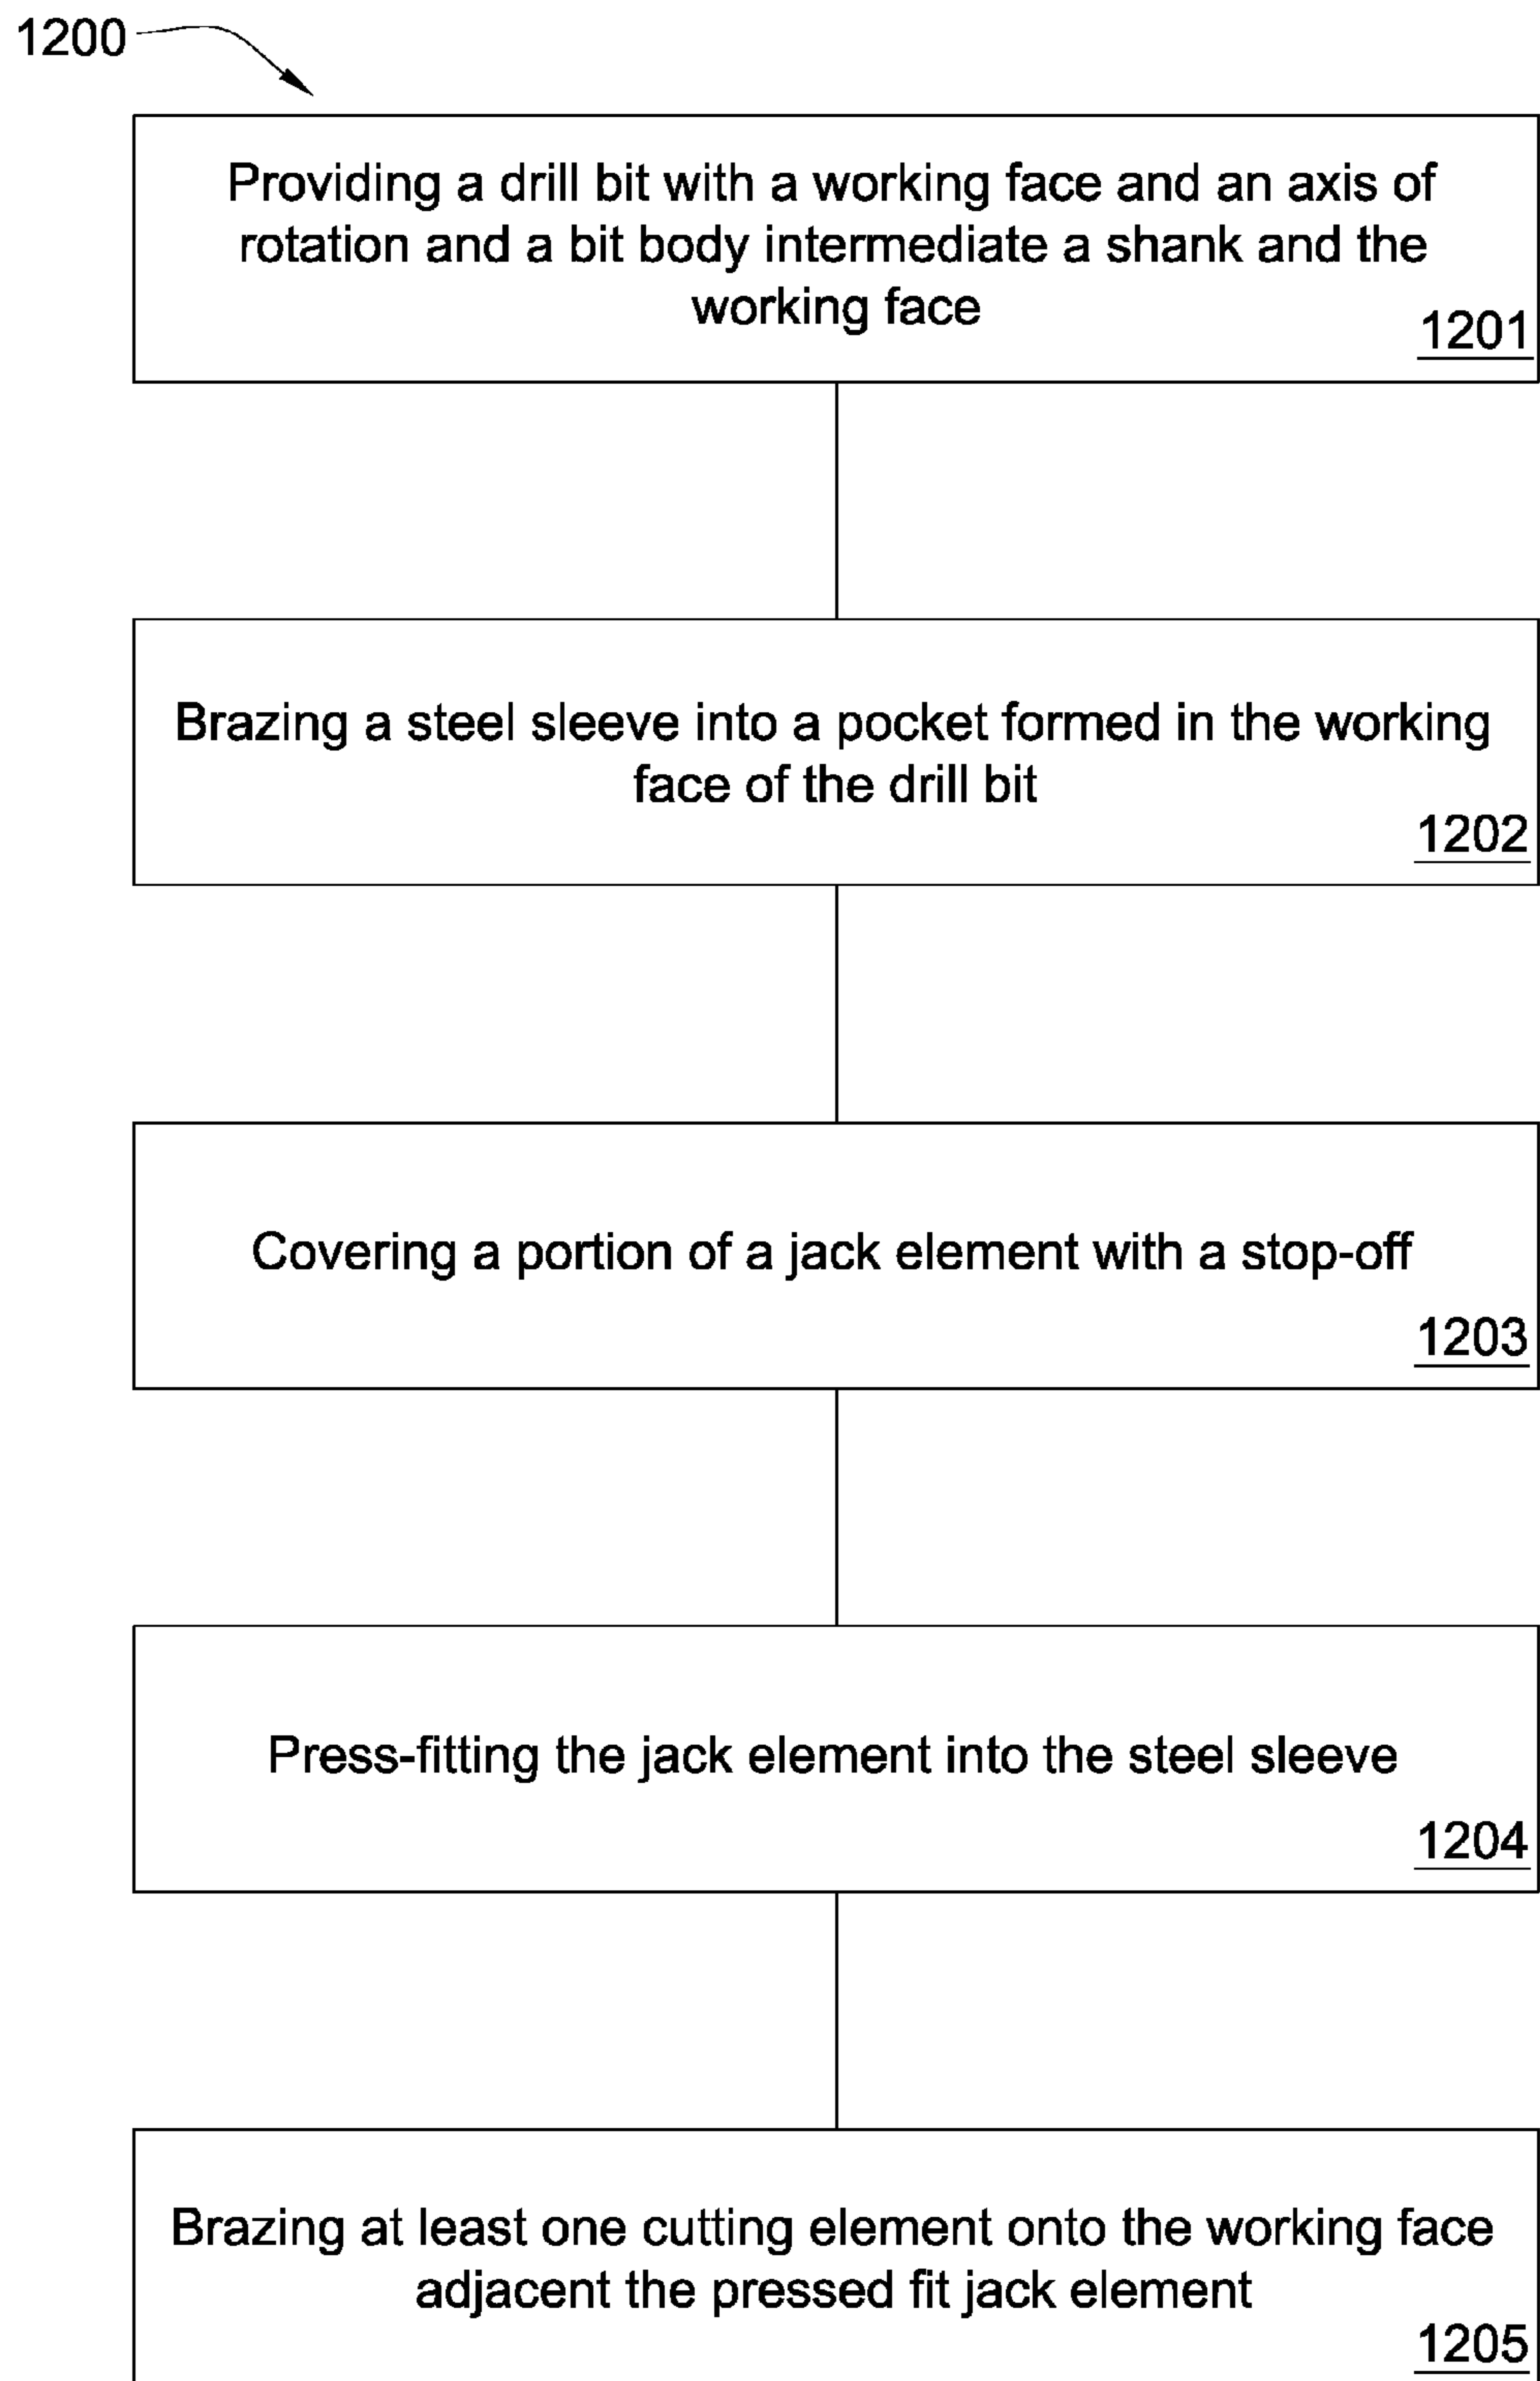 1200
Providing a drill bit with a working face and an axis of
rotation and a bit body intermediate a shank and the
working face
1201
Brazing a steel sleeve into a pocket formed in the working
face of the drill bit
1202
Covering a portion of a jack element with a stop-off
1203
Press-fitting the jack element into the steel sleeve
1204
Brazing at least one cutting element onto the working face
adjacent the pressed fit jack element
1205